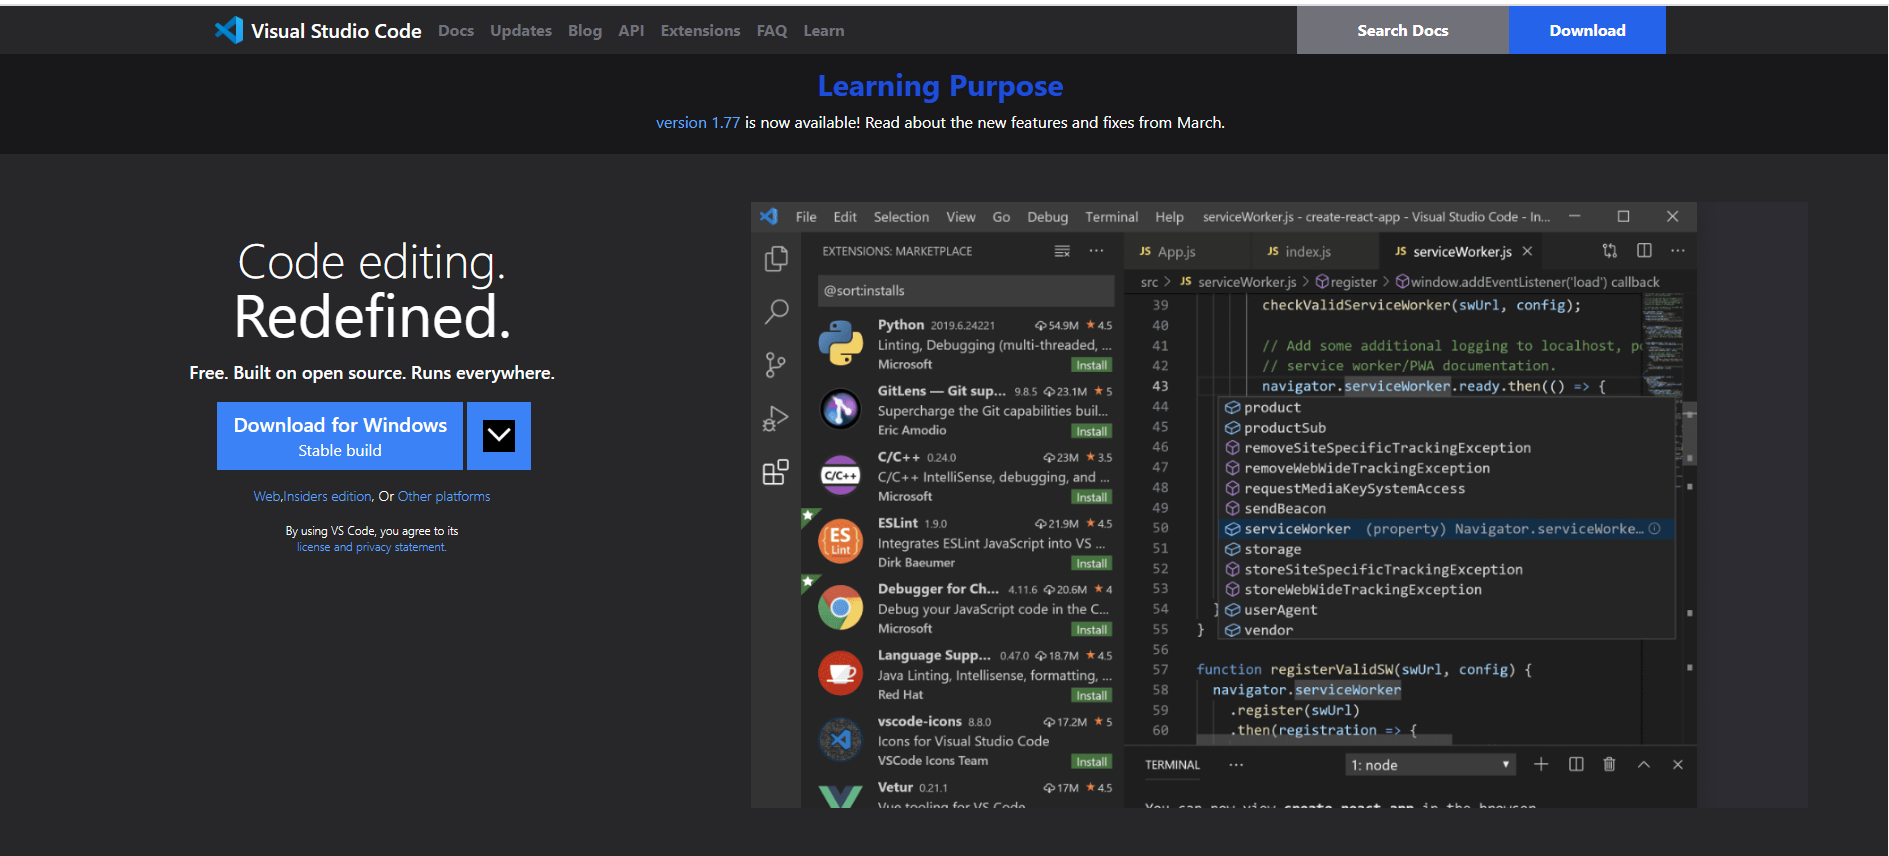 Visual Studio Code Docs Updates Blog API Extensions FAQ Learn Search Docs Download
Learning Purpose
version 1.77 is now available! Read about the new features and fixes from March.
Code editing.
Redefined.
Free. Built on open source. Runs everywhere.
Download for Windows
Stable build
Web,Insiders edition, Or Other platforms
By using VS Code, you agree to its
license and privacy statement.
File Edit Selection View Go Debug Terminal Help serviceWorker.js - create-react-app - Visual Studio Code - In...
EXTENSIONS: MARKETPLACE
@sort:installs
Python 2019.6.24221 54.9M 4.5
Linting, Debugging (multi-threaded, ...
Microsoft Install
GitLens — Git sup... 9.8.5 23.1M 5
Supercharge the Git capabilities buil...
Eric Amodio Install
C/C++
C/C++ 0.24.0 23M 3.5
C/C++ IntelliSense, debugging, and ...
Microsoft Install
ES
Lint
ESLint 1.9.0 21.9M 4.5
Integrates ESLint JavaScript into VS ...
Dirk Baeumer Install
Debugger for Ch... 4.11.6 20.6M 4
Debug your JavaScript code in the C...
Microsoft Install
Language Supp... 0.47.0 18.7M 4.5
Java Linting, Intellisense, formatting, ...
Red Hat Install
vscode-icons 8.8.0 17.2M 5
Icons for Visual Studio Code
VSCode Icons Team Install
Vetur 0.21.1 17M 4.5
Vue tooling for VS Code
JS App.js JS index.js JS serviceWorker.js
src > JS serviceWorker.js > register > window.addEventListener('load') callback
39 checkValidServiceWorker(swUrl, config);
40
41 // Add some additional logging to localhost,
42 // service worker/PWA documentation.
43 navigator.serviceWorker.ready.then(() => {
44 product
45 productSub
46 removeSiteSpecificTrackingException
47 removeWebWideTrackingException
48 requestMediaKeySystemAccess
49 sendBeacon
50 serviceWorker (property) Navigator.serviceWorke...
51 storage
52 storeSiteSpecificTrackingException
53 storeWebWideTrackingException
54 } userAgent
55 } vendor
56
57 function registerValidSW(swUrl, config) {
58 navigator.serviceWorker
59 .register(swUrl)
60 .then(registration => {
TERMINAL ... 1: node
You can now view create-react-app in the browser.